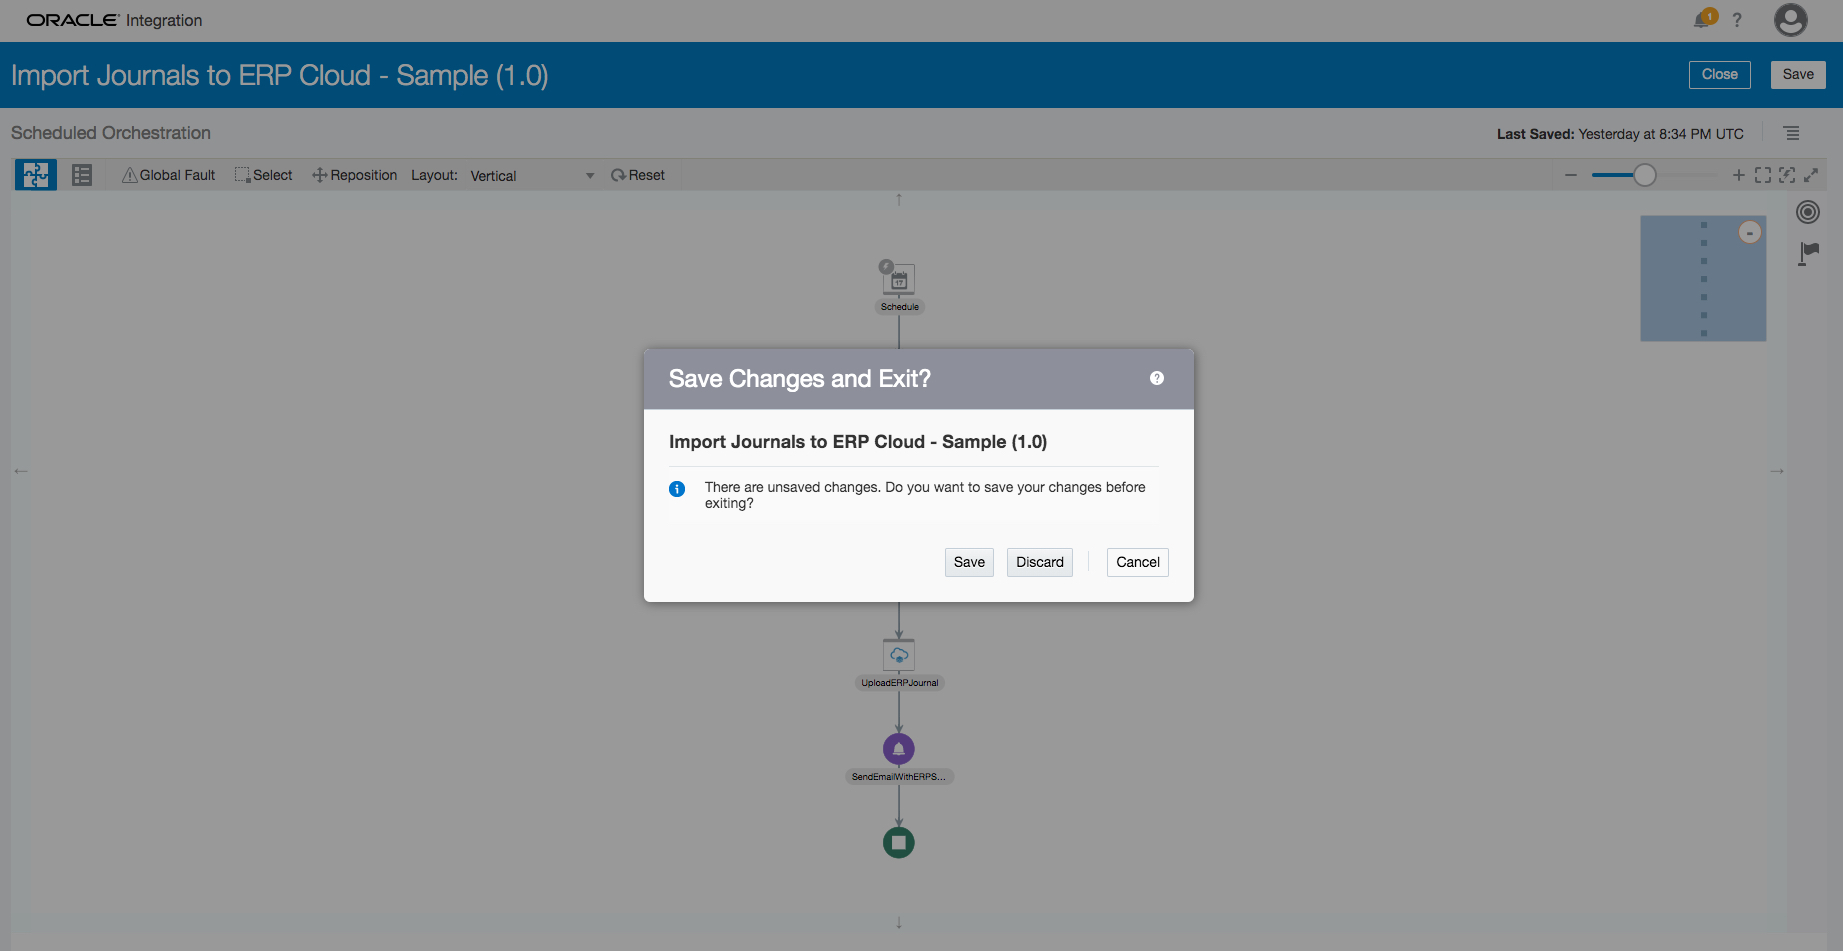 ORACLE Integration
1
?
Import Journals to ERP Cloud - Sample (1.0)
Close
Save
Scheduled Orchestration
Last Saved: Yesterday at 8:34 PM UTC
Global Fault
Select
Reposition
Layout: Vertical
Reset
17
Schedule
Save Changes and Exit?
?
Import Journals to ERP Cloud - Sample (1.0)
There are unsaved changes. Do you want to save your changes before
exiting?
Save
Discard
Cancel
UploadERPJournal
SendEmailWithERPS...